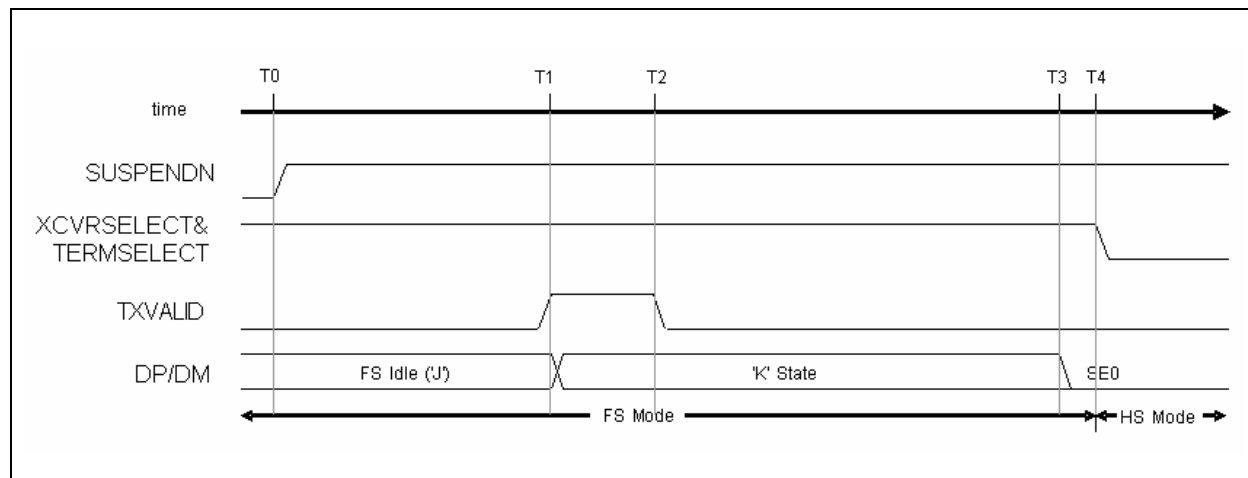 T0 T1 T2 T3 T4
time
SUSPENDN
XCVRSELECT&
TERMSELECT
TXVALID
DP/DM FS Idle ('J') 'K' State SE0
FS Mode HS Mode